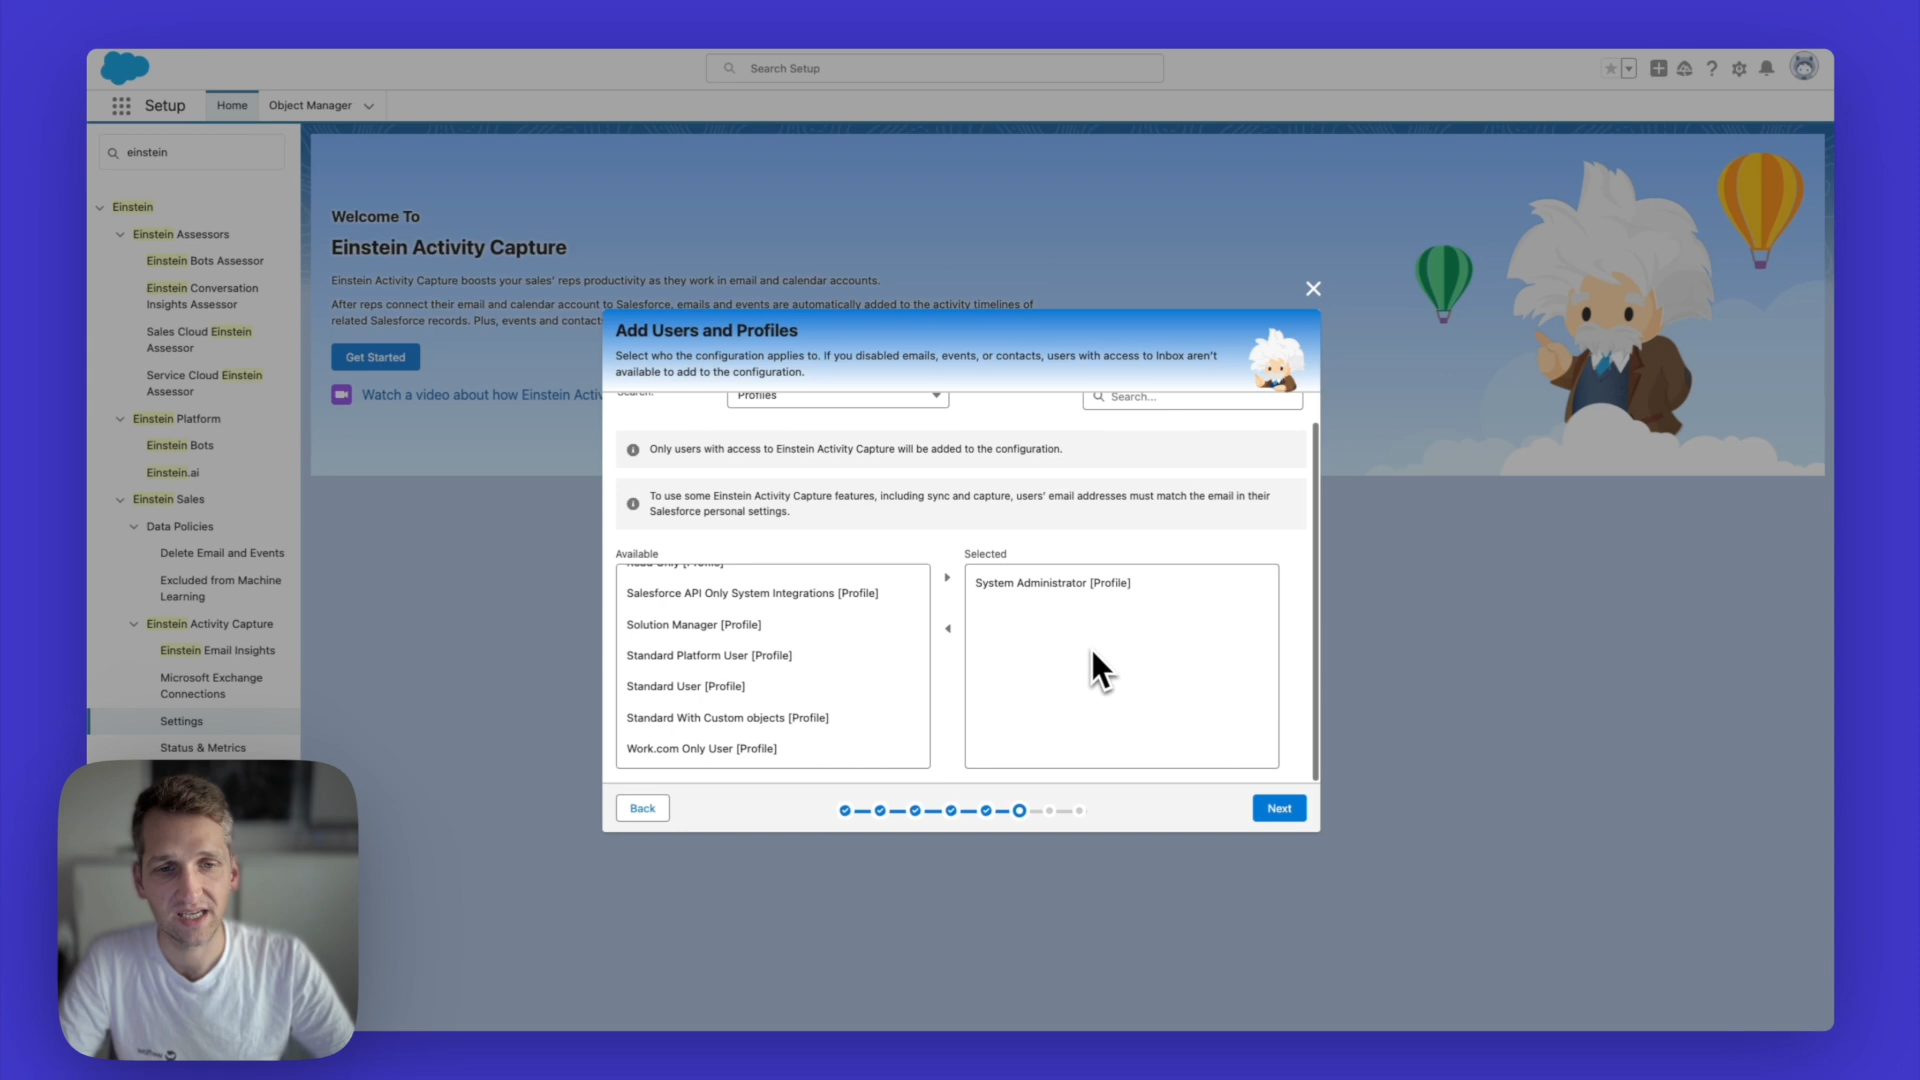 Search Setup
Setup
Home
Object Manager
einstein
Einstein
Einstein Assessors
Einstein Bots Assessor
Einstein Conversation
Insights Assessor
Sales Cloud Einstein
Assessor
Service Cloud Einstein
Assessor
Einstein Platform
Einstein Bots
Einstein.ai
Einstein Sales
Data Policies
Delete Email and Events
Excluded from Machine
Learning
Einstein Activity Capture
Einstein Email Insights
Microsoft Exchange
Connections
Settings
Status & Metrics
Welcome To
Einstein Activity Capture
Einstein Activity Capture boosts your sales' reps productivity as they work in email and calendar accounts.
After reps connect their email and calendar account to Salesforce, emails and events are automatically added to the activity timelines of
related Salesforce records. Plus, events and contact
Get Started
Watch a video about how Einstein Activ
Add Users and Profiles
Select who the configuration applies to. If you disabled emails, events, or contacts, users with access to Inbox aren't
available to add to the configuration.
Search:
Profiles
Search...
Only users with access to Einstein Activity Capture will be added to the configuration.
To use some Einstein Activity Capture features, including sync and capture, users' email addresses must match the email in their
Salesforce personal settings.
Available
Read Only [Profile]
Salesforce API Only System Integrations [Profile]
Solution Manager [Profile]
Standard Platform User [Profile]
Standard User [Profile]
Standard With Custom objects [Profile]
Work.com Only User [Profile]
Selected
System Administrator [Profile]
Back
Next